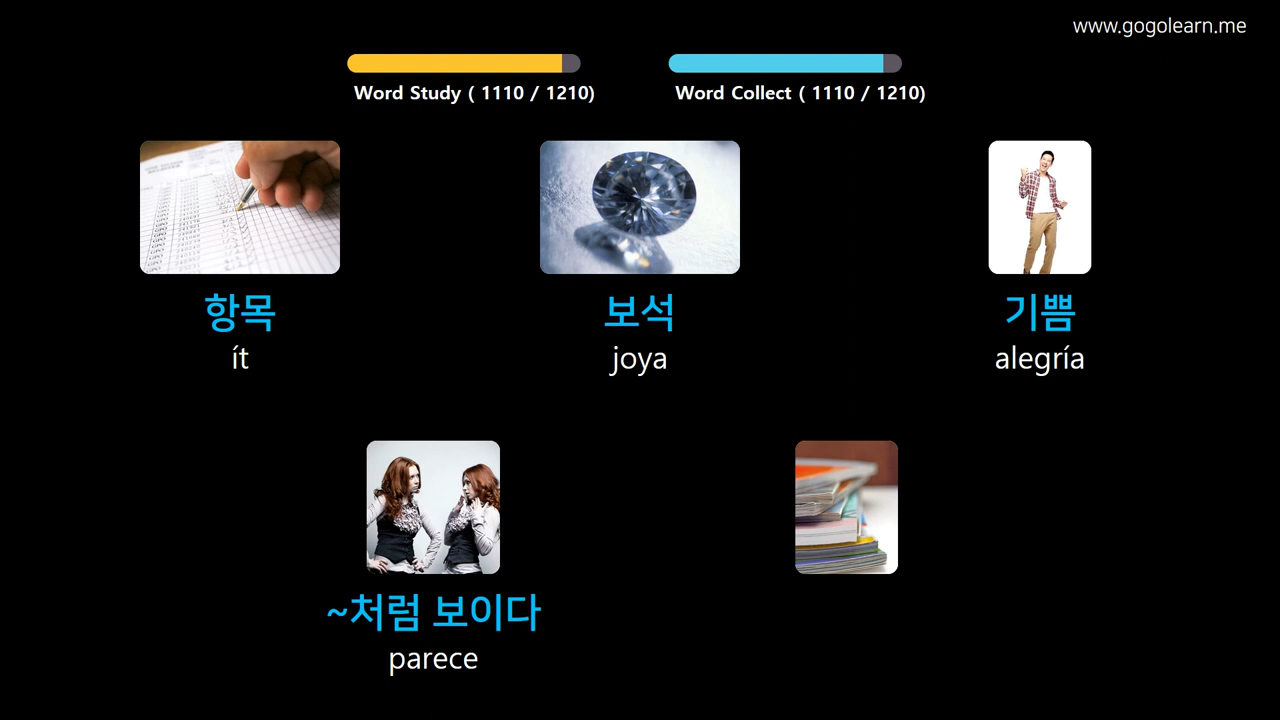 www.gogolearn.me
Word Study ( 1110 / 1210)
Word Collect ( 1110 / 1210)
항목
ít
보석
joya
기쁨
alegría
~처럼 보이다
parece